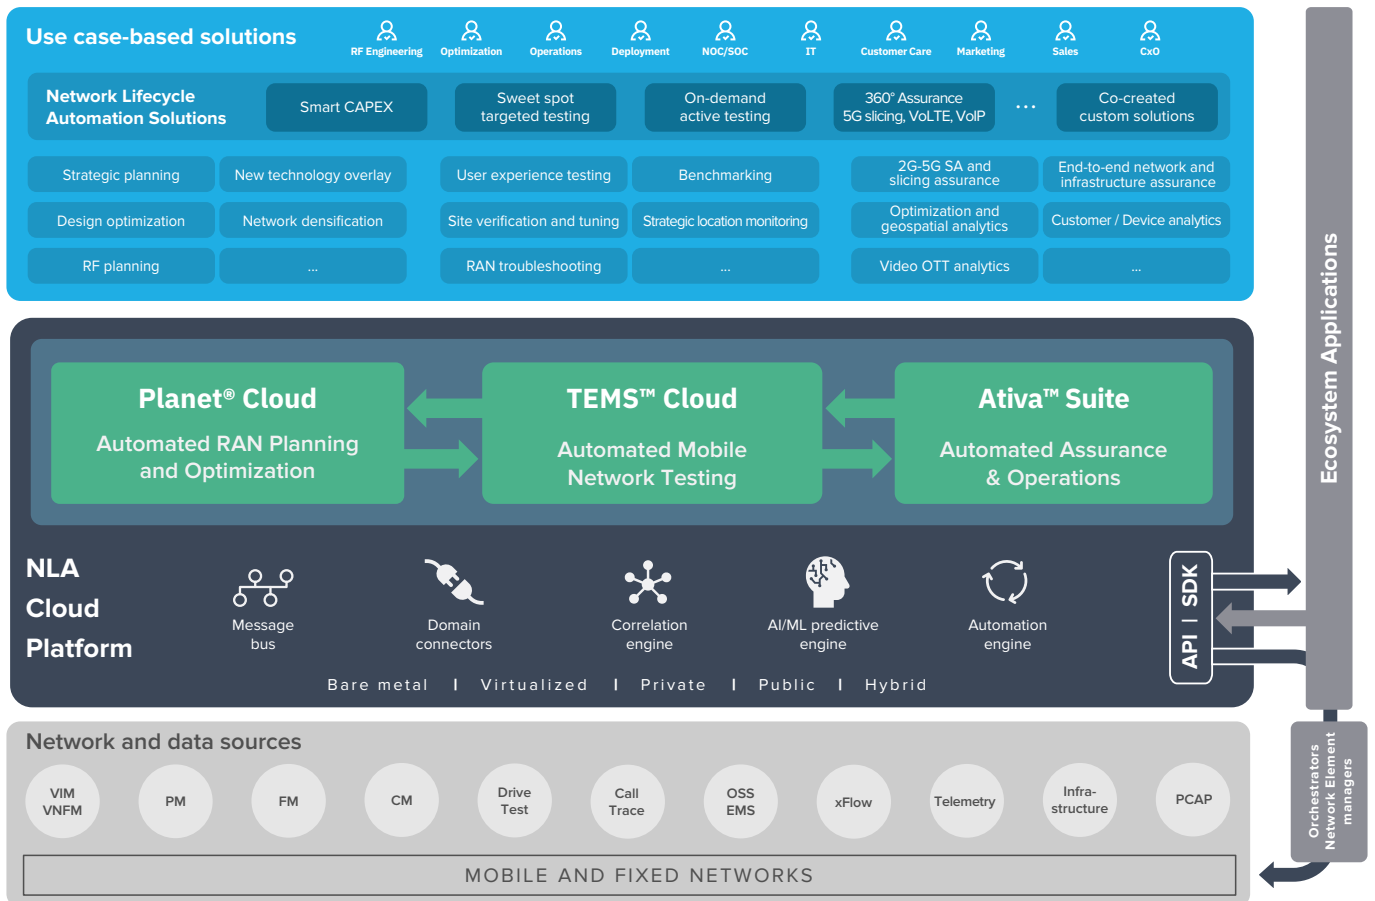 Use case-based solutions
RF Engineering
Optimization
Operations
Deployment
NOC/SOC
IT
Customer Care
Marketing
Sales
CxO
Network Lifecycle
Automation Solutions
Smart CAPEX
Sweet spot
targeted testing
On-demand
active testing
360° Assurance
5G slicing, VoLTE, VoIP
...
Co-created
custom solutions
Strategic planning
New technology overlay
User experience testing
Benchmarking
2G-5G SA and
slicing assurance
End-to-end network and
infrastructure assurance
Design optimization
Network densification
Site verification and tuning
Strategic location monitoring
Optimization and
geospatial analytics
Customer / Device analytics
RF planning
...
RAN troubleshooting
...
Video OTT analytics
...
Planet® Cloud
Automated RAN Planning
and Optimization
TEMS™ Cloud
Automated Mobile
Network Testing
Ativa™ Suite
Automated Assurance
& Operations
NLA
Cloud
Platform
Message
bus
Domain
connectors
Correlation
engine
AI/ML predictive
engine
Automation
engine
API | SDK
Bare metal | Virtualized | Private | Public | Hybrid
Ecosystem Applications
Network and data sources
VIM
VNFM
PM
FM
CM
Drive
Test
Call
Trace
OSS
EMS
xFlow
Telemetry
Infra-
structure
PCAP
Orchestrators
Network Element
managers
MOBILE AND FIXED NETWORKS